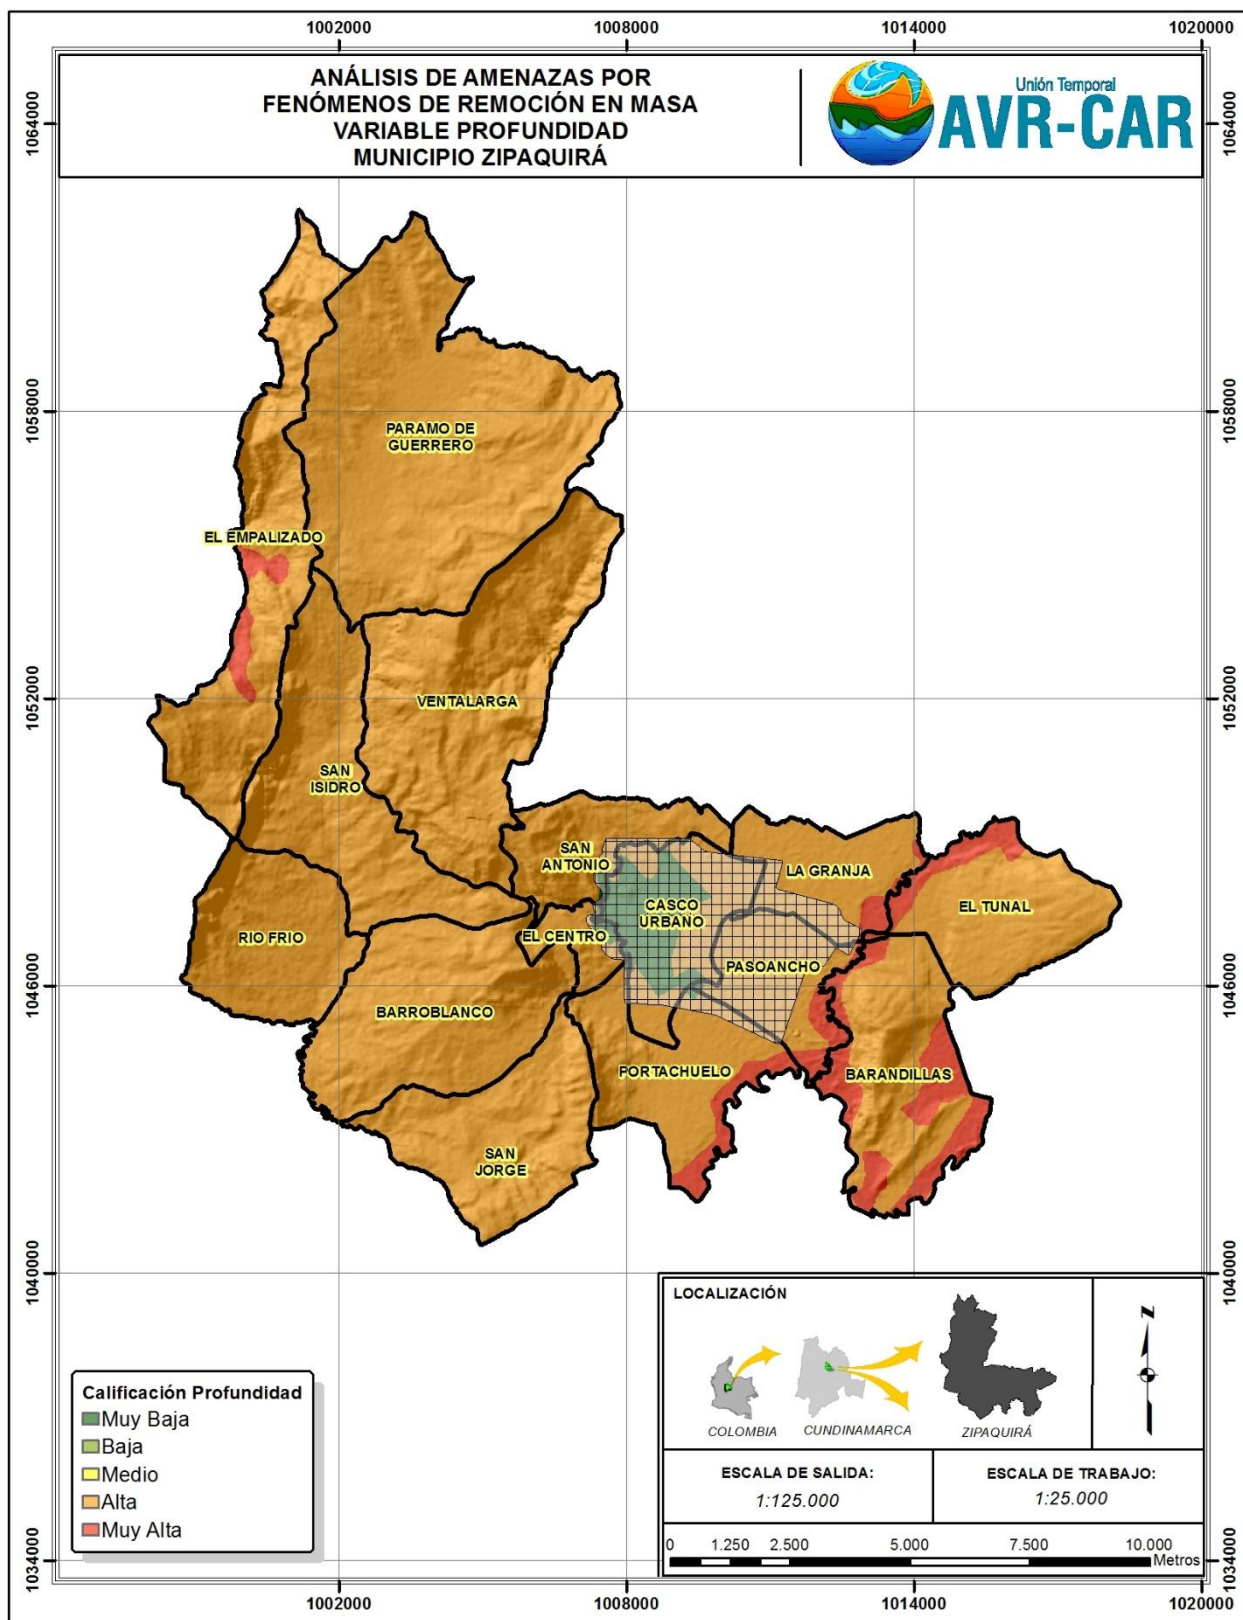 1002000
1008000
1014000
1020000
ANÁLISIS DE AMENAZAS POR
FENÓMENOS DE REMOCIÓN EN MASA
VARIABLE PROFUNDIDAD
MUNICIPIO ZIPAQUIRÁ
Unión Temporal
AVR-CAR
1064000
1064000
1058000
1058000
PARAMO DE
GUERRERO
EL EMPALIZADO
1052000
1052000
VENTALARGA
SAN
ISIDRO
SAN
ANTONIO
LA GRANJA
CASCO
URBANO
EL TUNAL
RIO FRIO
EL CENTRO
PASOANCHO
1046000
1046000
BARROBLANCO
PORTACHUELO
BARANDILLAS
SAN
JORGE
1040000
1040000
LOCALIZACIÓN
N
COLOMBIA
CUNDINAMARCA
ZIPAQUIRÁ
Calificación Profundidad
Muy Baja
Baja
Medio
Alta
Muy Alta
ESCALA DE SALIDA:
1:125.000
ESCALA DE TRABAJO:
1:25.000
0
1.250
2.500
5.000
7.500
10.000
Metros
1034000
1034000
1002000
1008000
1014000
1020000